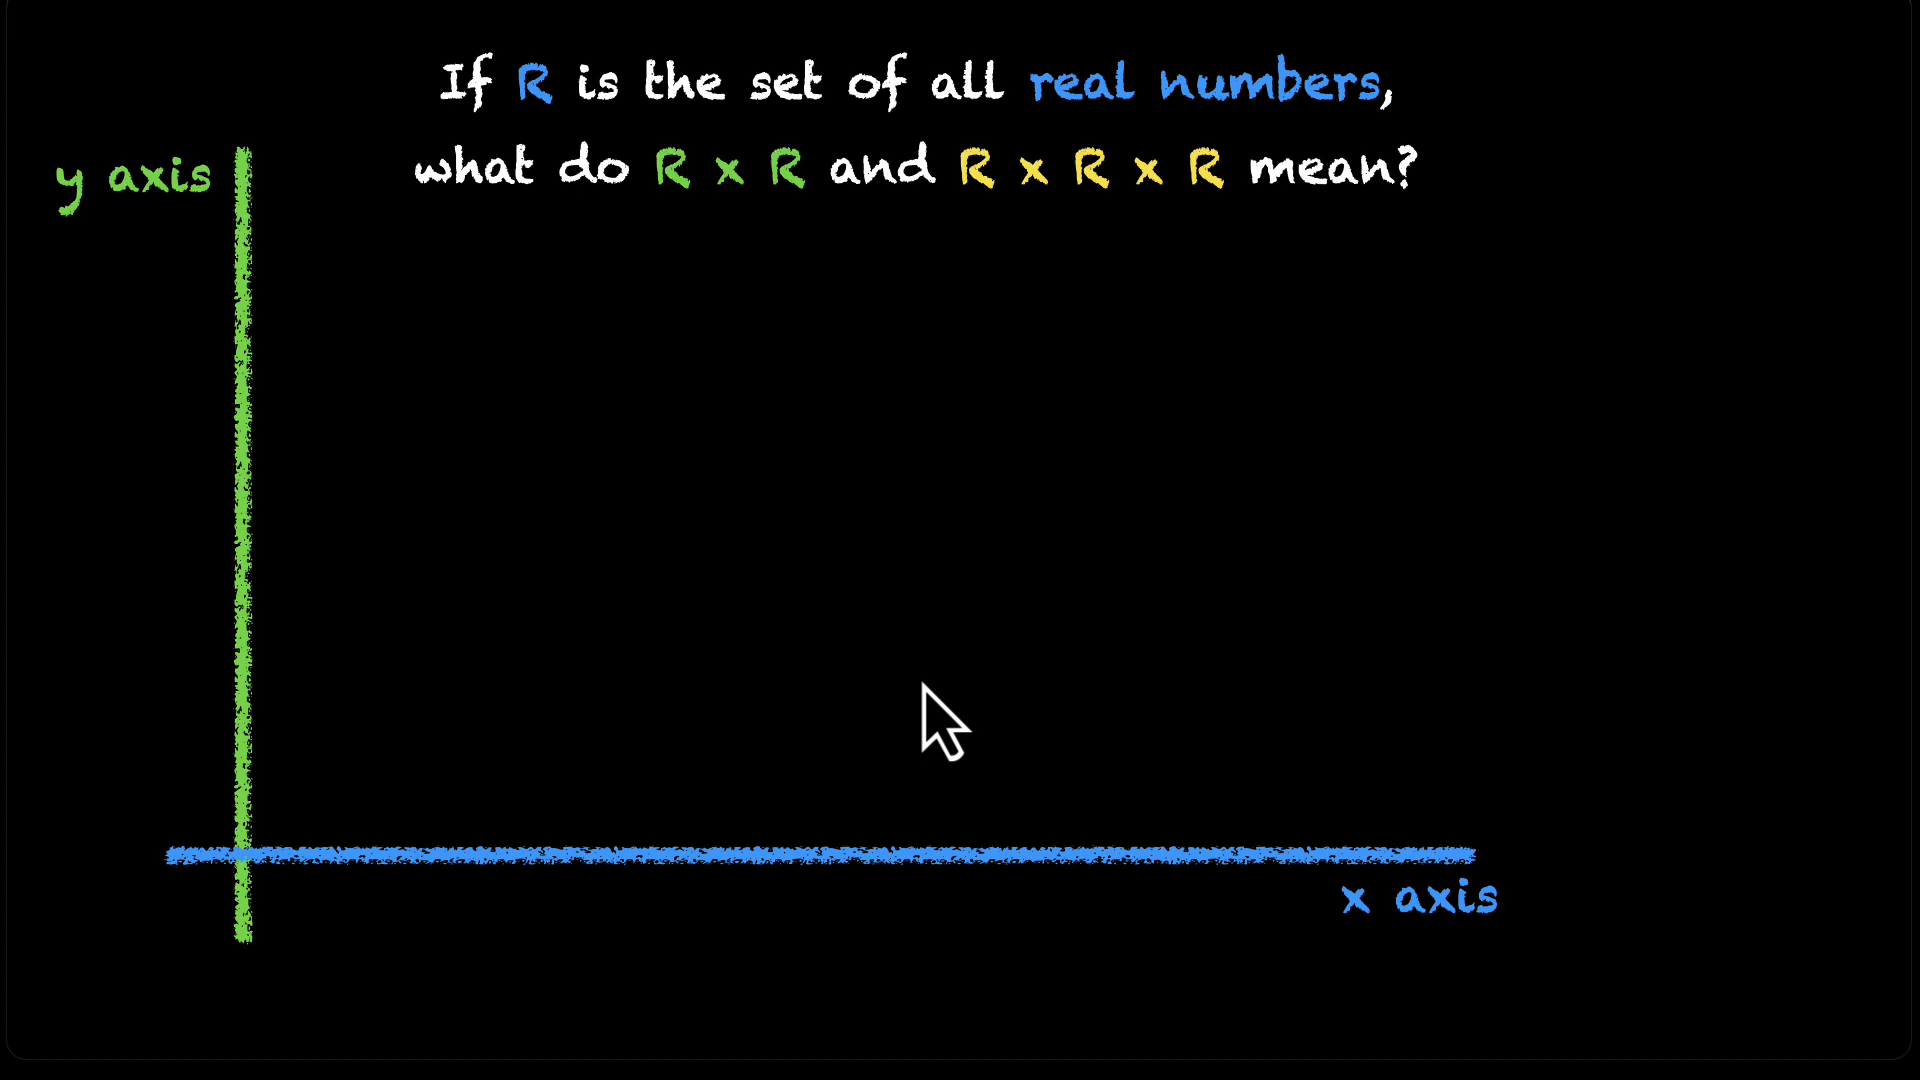 If R is the set of all real numbers,
what do R x R and R x R x R mean?
y axis
x axis